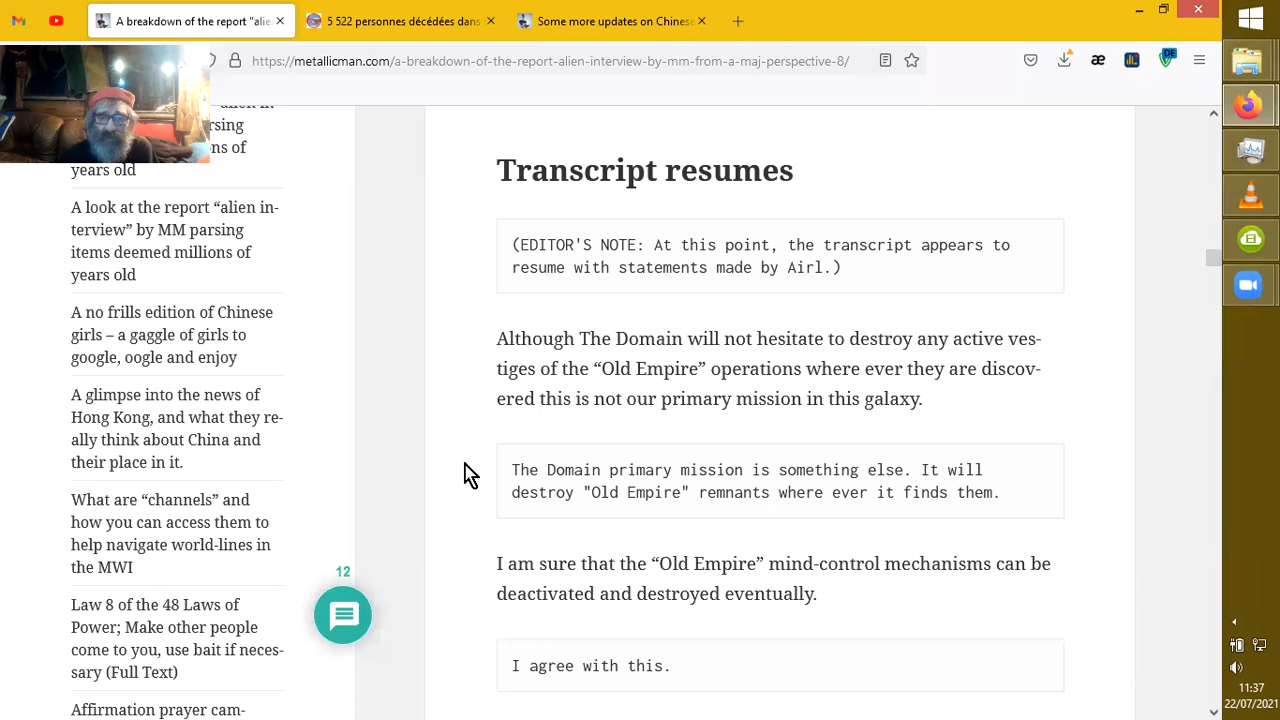 A breakdown of the report "alie
5 522 personnes décédées dans
Some more updates on Chinese
https://metallicman.com/a-breakdown-of-the-report-alien-interview-by-mm-from-a-maj-perspective-8/
DE
æ
years old
A look at the report “alien in-
terview” by MM parsing
items deemed millions of
years old
A no frills edition of Chinese
girls – a gaggle of girls to
google, oogle and enjoy
A glimpse into the news of
Hong Kong, and what they re-
ally think about China and
their place in it.
What are “channels” and
how you can access them to
help navigate world-lines in
the MWI
Law 8 of the 48 Laws of
Power; Make other people
come to you, use bait if neces-
sary (Full Text)
Affirmation prayer cam-
12
Transcript resumes
(EDITOR'S NOTE: At this point, the transcript appears to
resume with statements made by Airl.)
Although The Domain will not hesitate to destroy any active ves-
tiges of the “Old Empire” operations where ever they are discov-
ered this is not our primary mission in this galaxy.
The Domain primary mission is something else. It will
destroy "Old Empire" remnants where ever it finds them.
I am sure that the “Old Empire” mind-control mechanisms can be
deactivated and destroyed eventually.
I agree with this.
11:37
22/07/2021